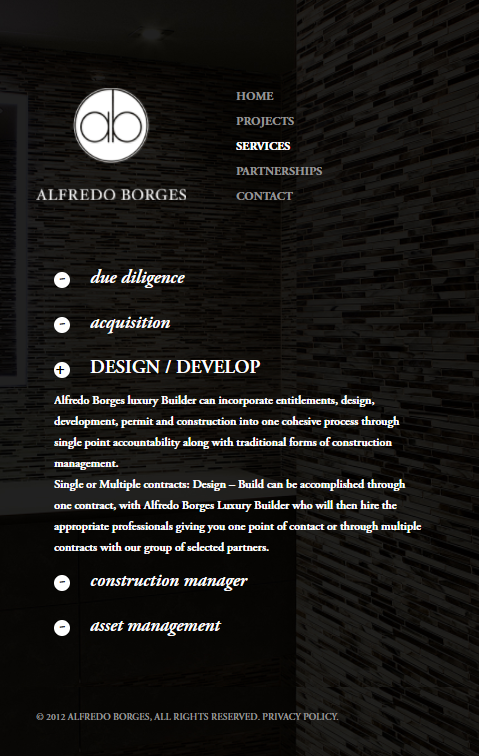 ab
ALFREDO BORGES
HOME
PROJECTS
SERVICES
PARTNERSHIPS
CONTACT
due diligence
acquisition
DESIGN / DEVELOP
Alfredo Borges luxury Builder can incorporate entitlements, design,
development, permit and construction into one cohesive process through
single point accountability along with traditional forms of construction
management.
Single or Multiple contracts: Design – Build can be accomplished through
one contract, with Alfredo Borges Luxury Builder who will then hire the
appropriate professionals giving you one point of contact or through multiple
contracts with our group of selected partners.
construction manager
asset management
© 2012 ALFREDO BORGES, ALL RIGHTS RESERVED. PRIVACY POLICY.